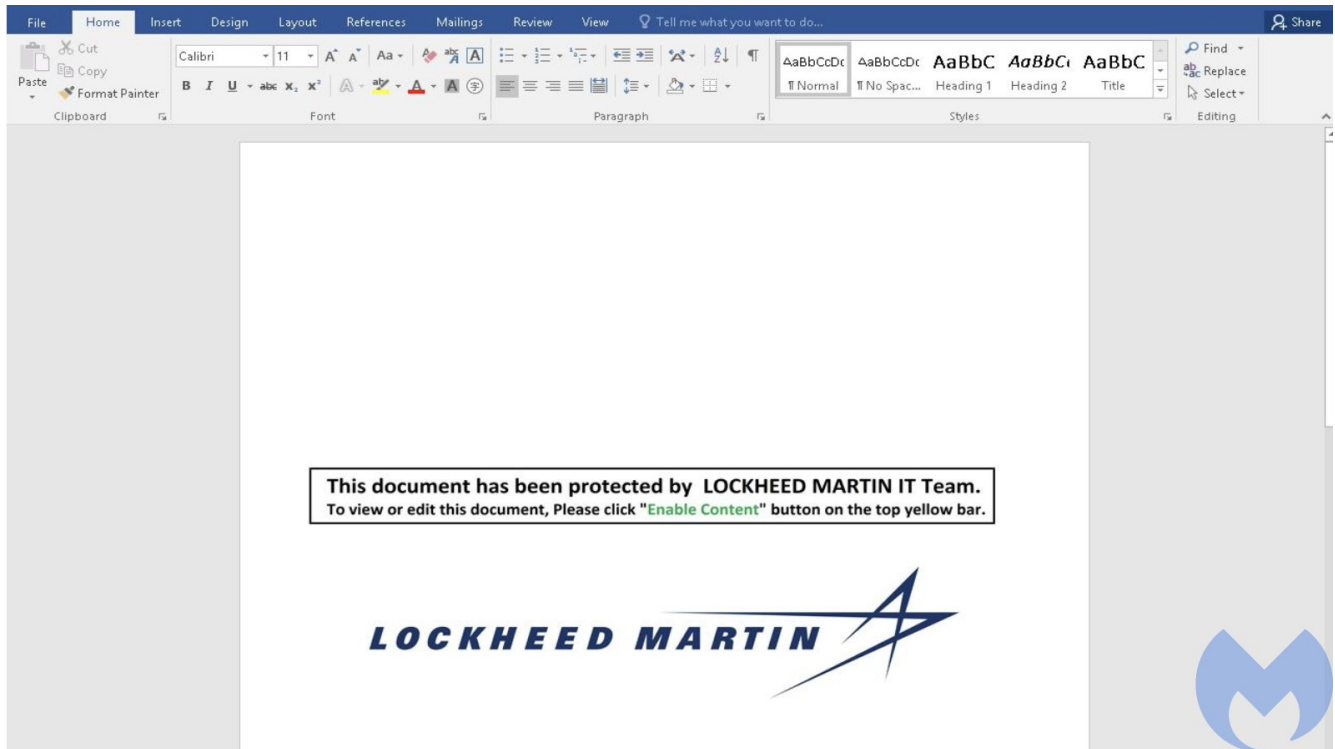 File Home Insert Design Layout References Mailings Review View Tell me what you want to do... Share
Cut
Copy
Paste
Format Painter
Clipboard
Calibri 11
Font
Paragraph
AaBbCcDc AaBbCcDc AaBbC AaBbCc AaBbC
¶ Normal ¶ No Spac... Heading 1 Heading 2 Title
Styles
Find
Replace
Select
Editing
This document has been protected by LOCKHEED MARTIN IT Team.
To view or edit this document, Please click "Enable Content" button on the top yellow bar.
LOCKHEED MARTIN